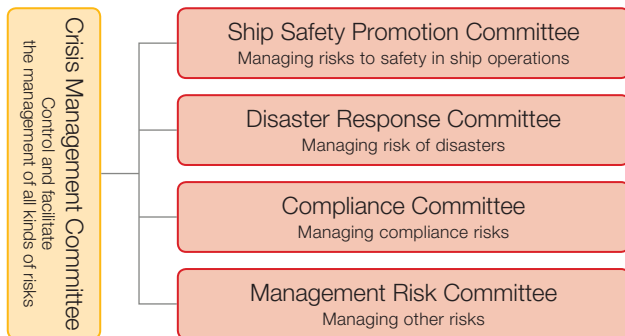 Crisis Management Committee
Control and facilitate
the management of all kinds of risks
Ship Safety Promotion Committee
Managing risks to safety in ship operations
Disaster Response Committee
Managing risk of disasters
Compliance Committee
Managing compliance risks
Management Risk Committee
Managing other risks